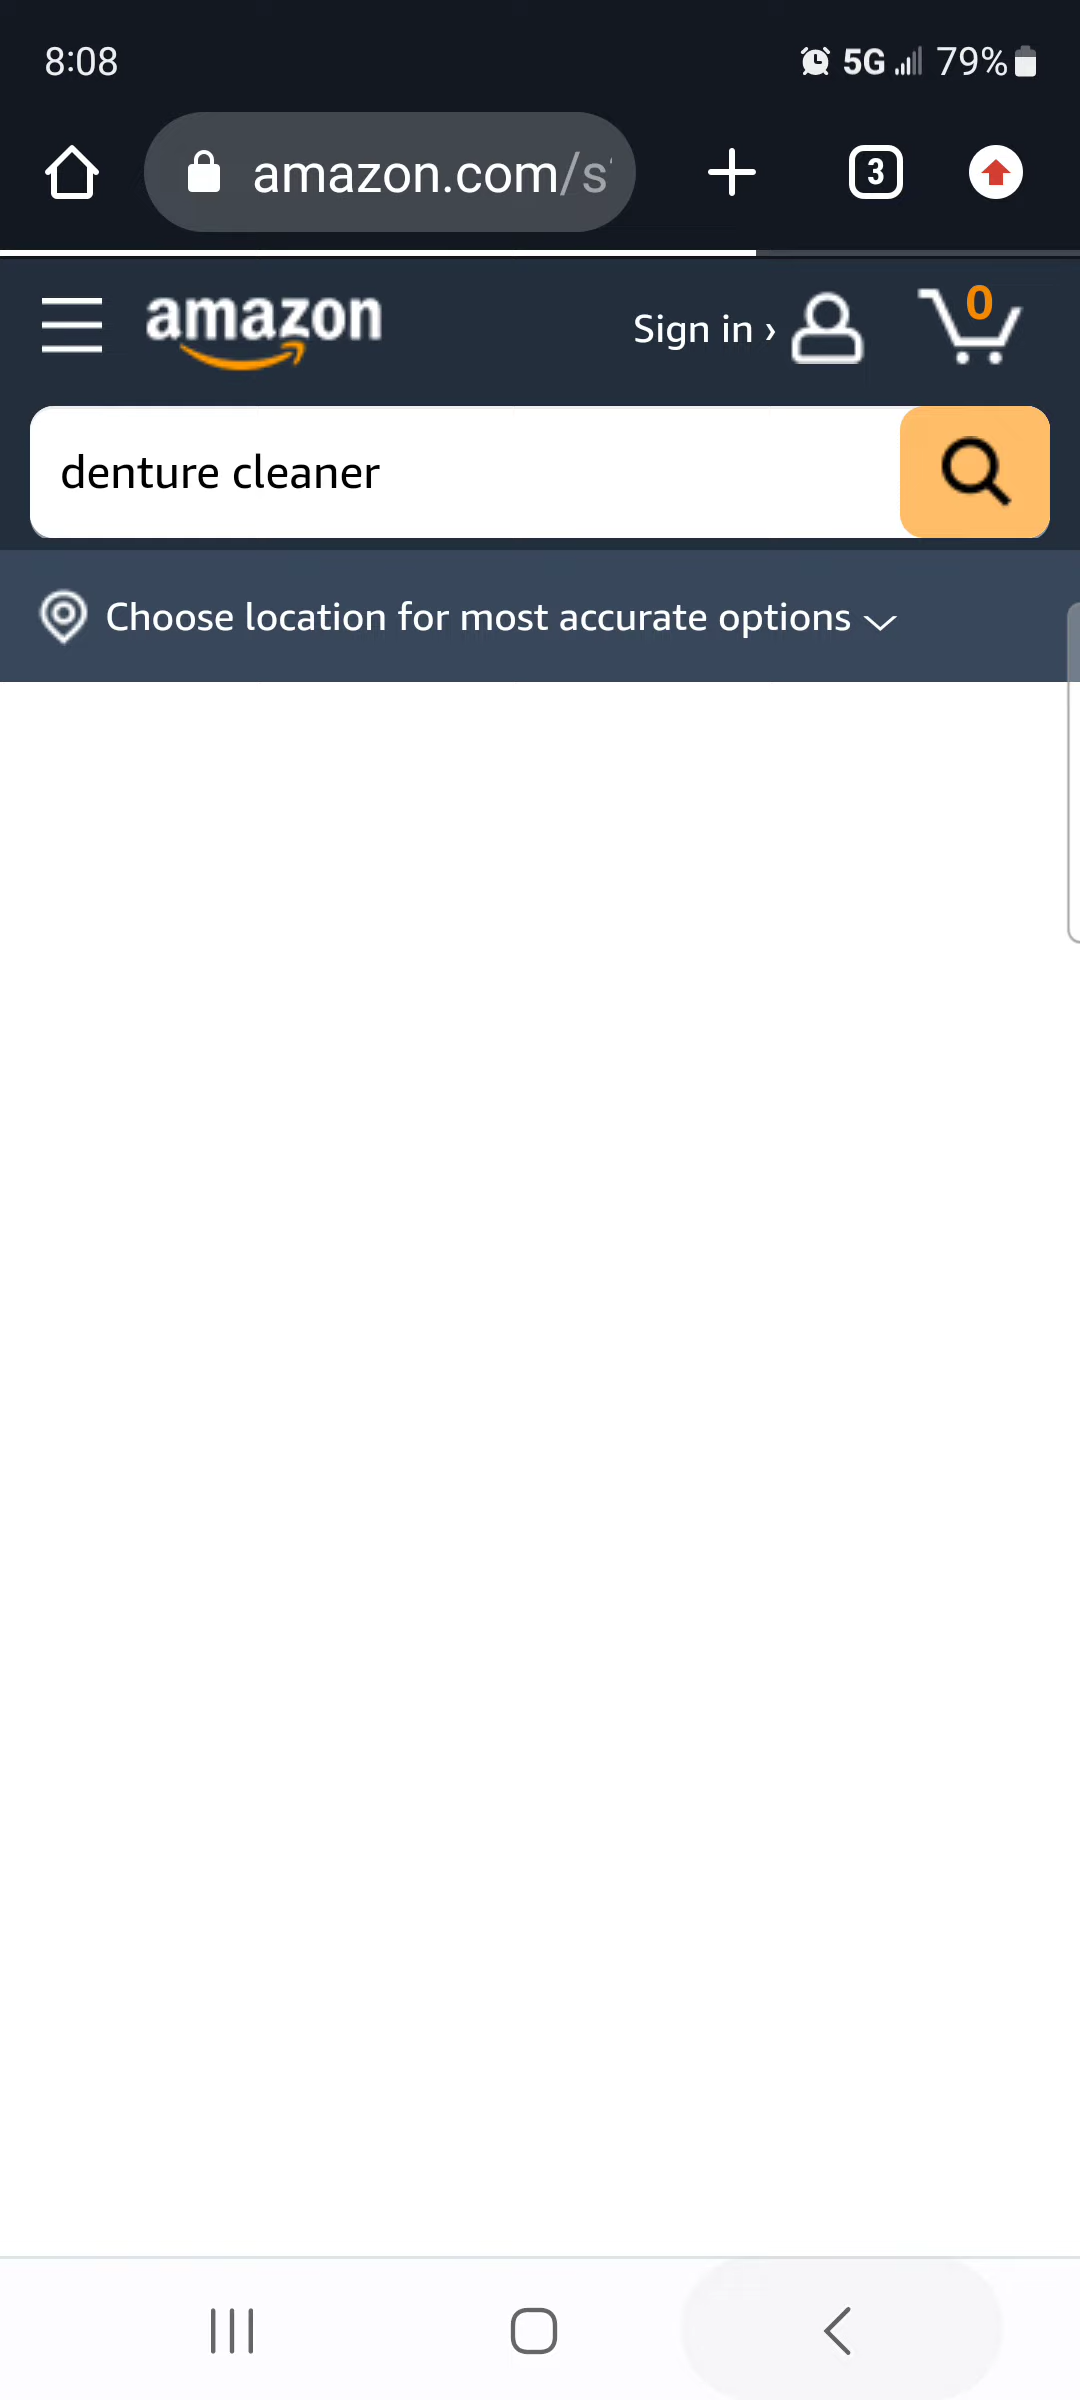 8:08
5G 79%
amazon.com/s
3
amazon
Sign in ›
0
denture cleaner
Choose location for most accurate options